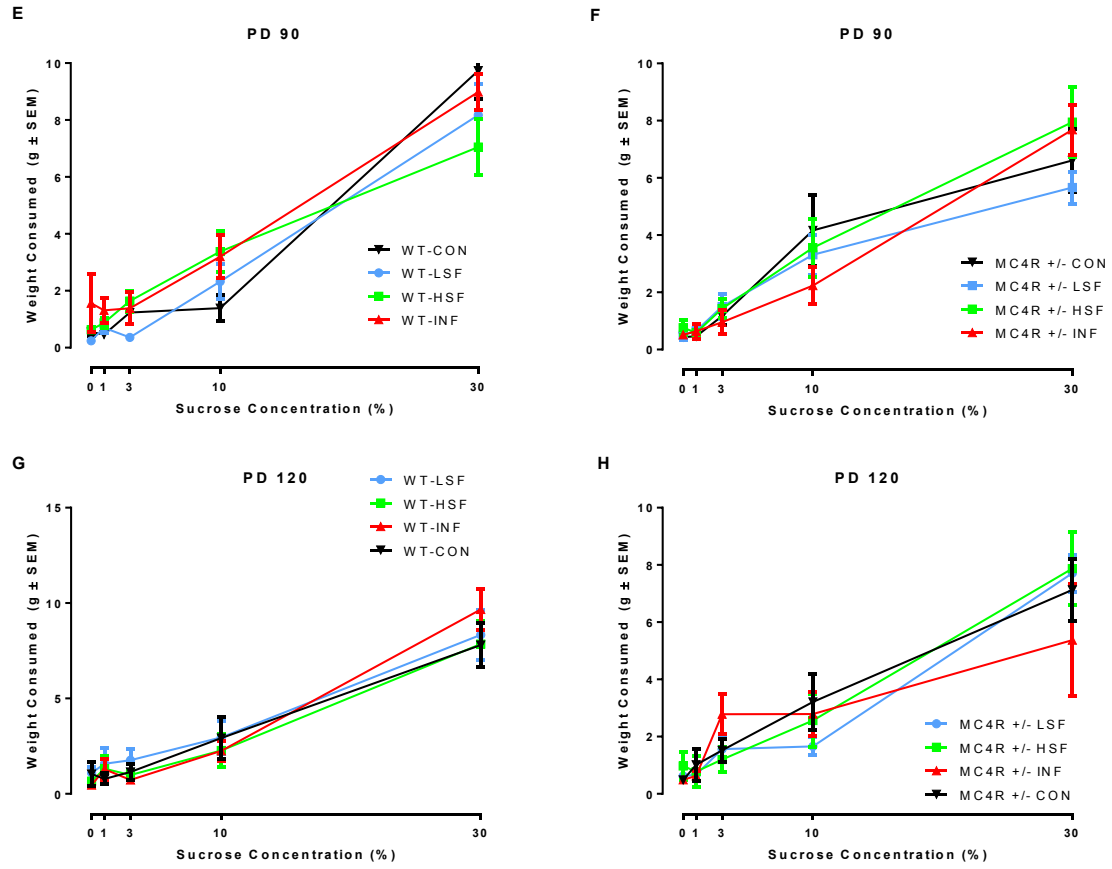 E
PD 90
Weight Consumed (g ± SEM)
10
8
6
4
2
0
WT-CON
WT-LSF
WT-HSF
WT-INF
0 1 3 10 30
Sucrose Concentration (%)
F
PD 90
Weight Consumed (g ± SEM)
10
8
6
4
2
0
MC4R +/- CON
MC4R +/- LSF
MC4R +/- HSF
MC4R +/- INF
0 1 3 10 30
Sucrose Concentration (%)
G
PD 120
Weight Consumed (g ± SEM)
15
10
5
0
WT-LSF
WT-HSF
WT-INF
WT-CON
0 1 3 10 30
Sucrose Concentration (%)
H
PD 120
Weight Consumed (g ± SEM)
10
8
6
4
2
0
MC4R +/- LSF
MC4R +/- HSF
MC4R +/- INF
MC4R +/- CON
0 1 3 10 30
Sucrose Concentration (%)